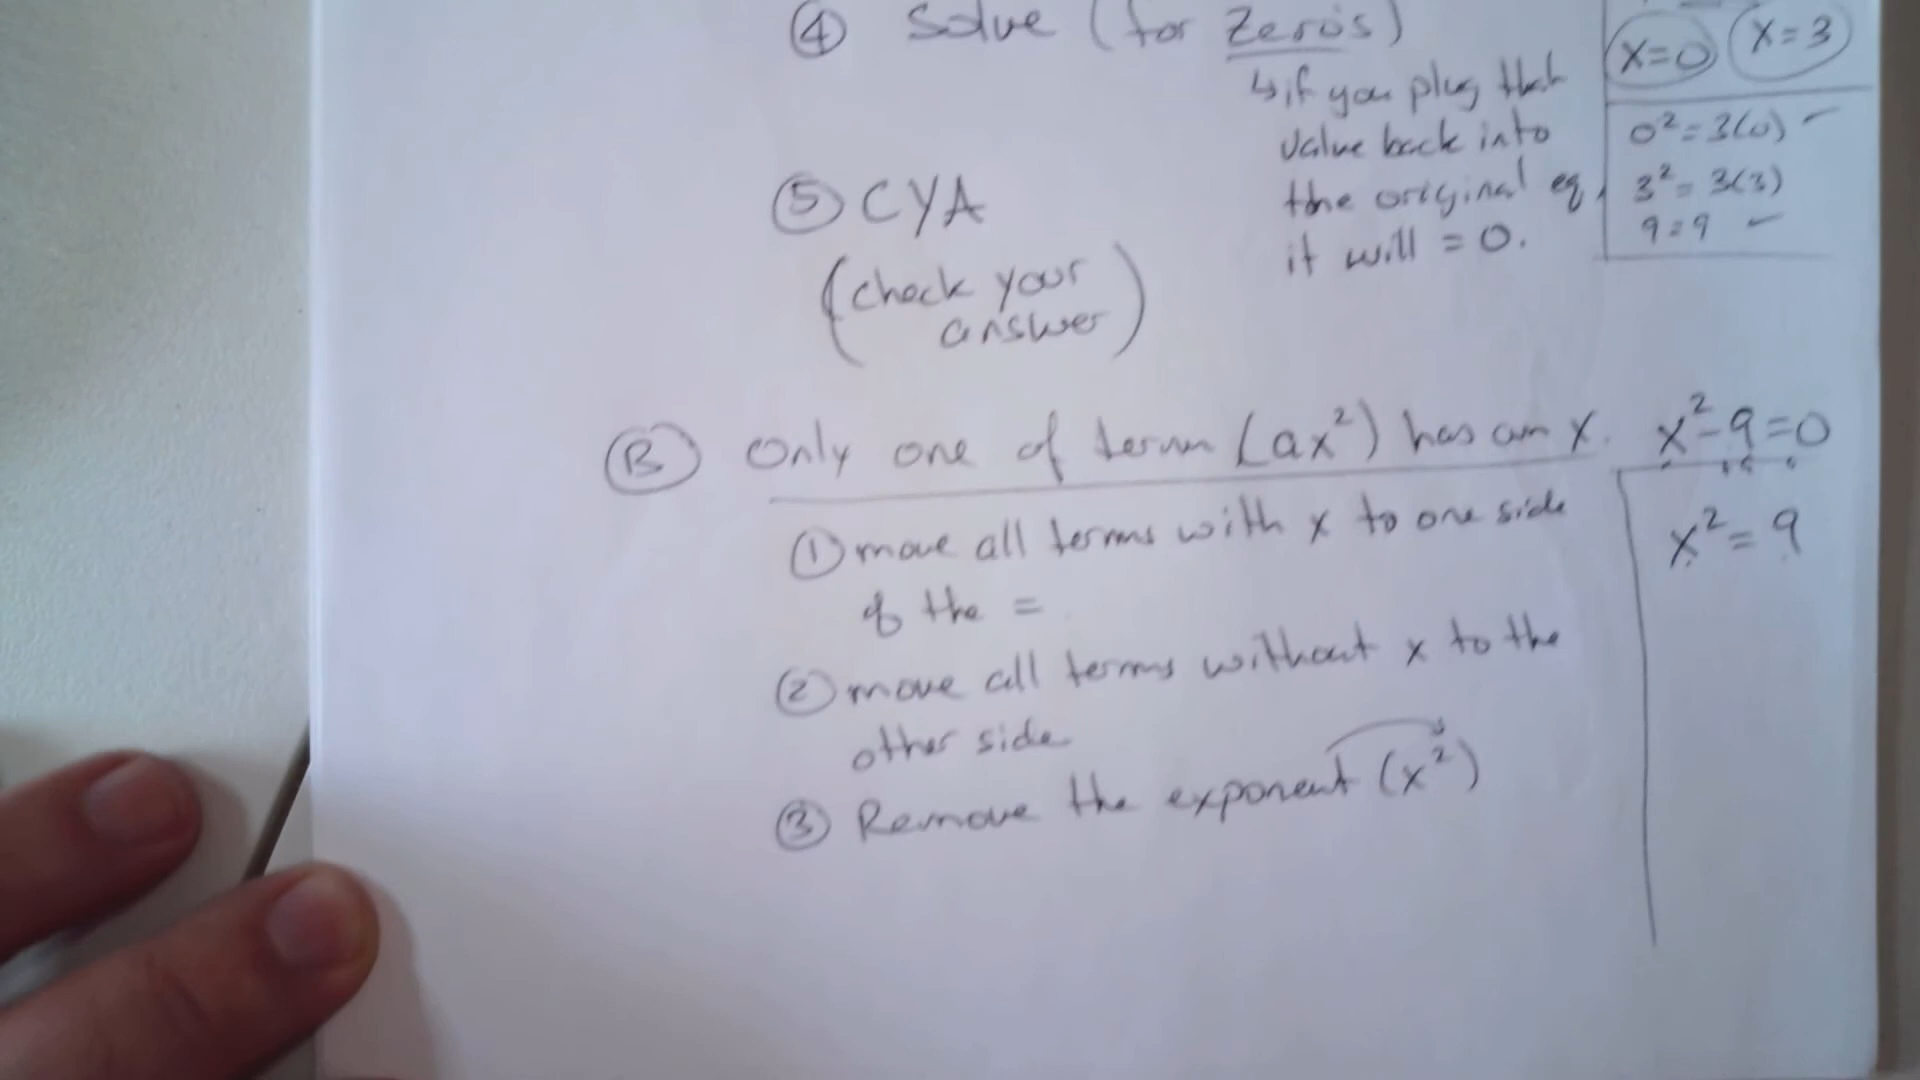 ④ Solve (for Zeros)
↳ if you plug that
value back into
the original eq,
it will = 0.
x=0 x=3
0² = 3(0) ✓
3² = 3(3)
9=9 ✓
⑤ CYA
(check your
answer)
Ⓑ Only one of term (ax²) has an x. x²-9=0
① move all terms with x to one side
of the =
x² = 9
② move all terms without x to the
other side
③ Remove the exponent (x²)